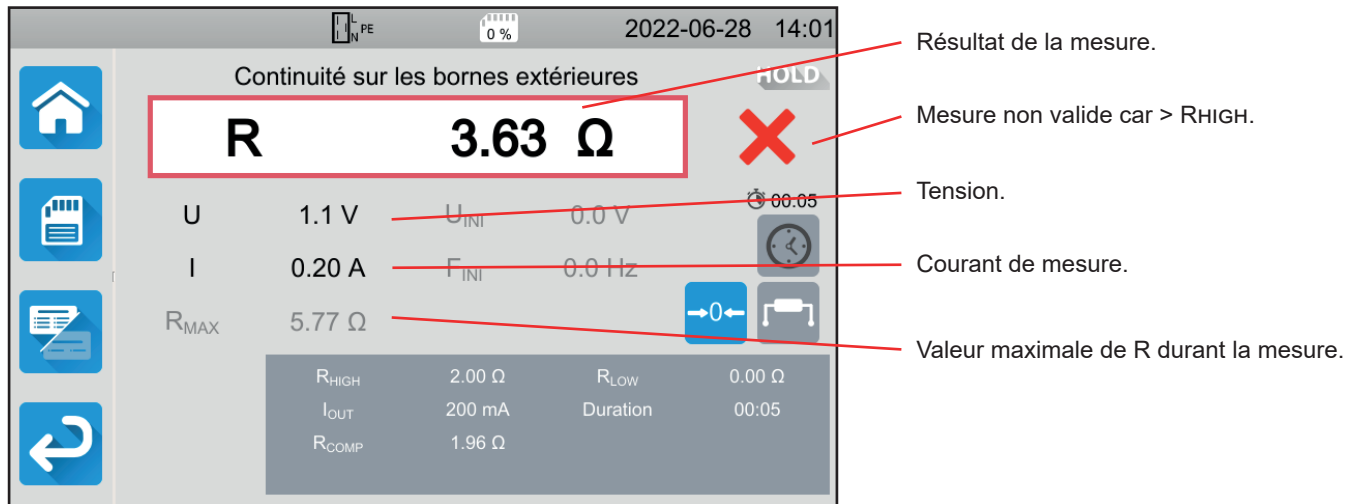 L
N PE
0 %
2022-06-28 14:01
Résultat de la mesure.
Continuité sur les bornes extérieures
HOLD
R 3.63 Ω
Mesure non valide car > RHIGH.
00:05
Tension.
U 1.1 V UINI 0.0 V
I 0.20 A FINI 0.0 Hz
Courant de mesure.
→0←
RMAX 5.77 Ω
Valeur maximale de R durant la mesure.
RHIGH 2.00 Ω RLOW 0.00 Ω
IOUT 200 mA Duration 00:05
RCOMP 1.96 Ω